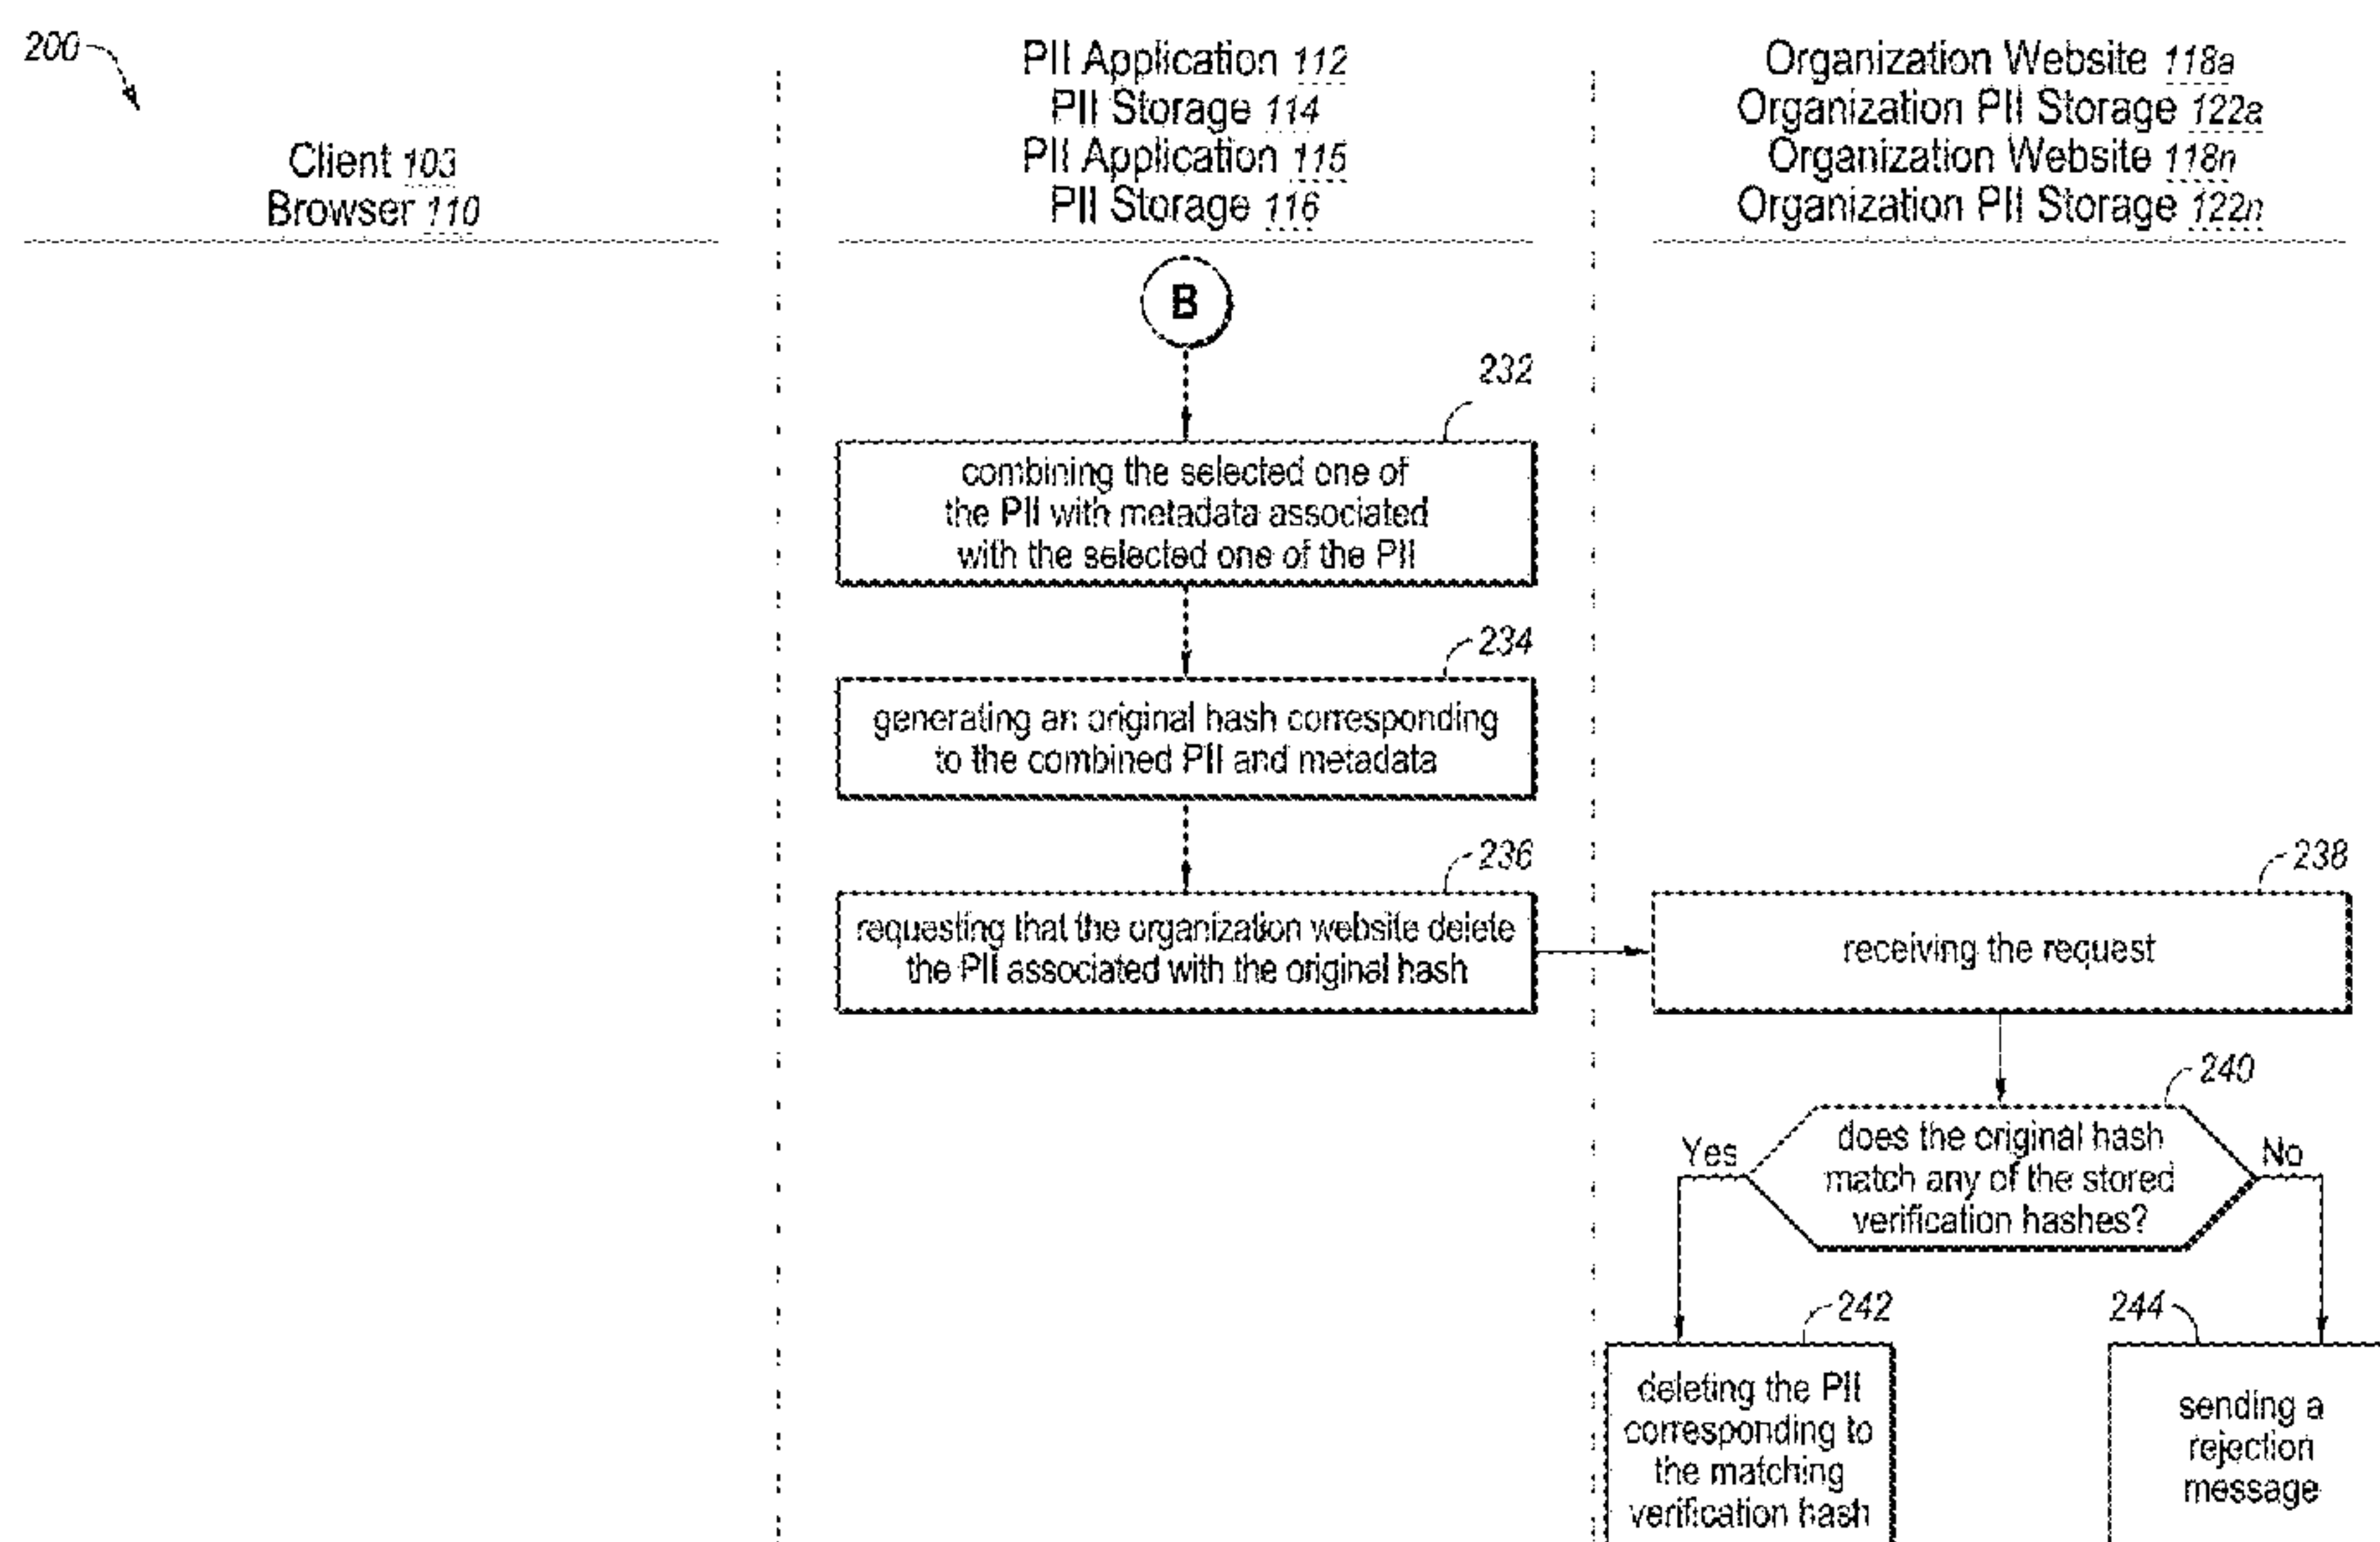 200
Client 103
Browser 110
PII Application 112
PII Storage 114
PII Application 115
PII Storage 116
Organization Website 118a
Organization PII Storage 122a
Organization Website 118n
Organization PII Storage 122n
B
232
combining the selected one of
the PII with metadata associated
with the selected one of the PII
234
generating an original hash corresponding
to the combined PII and metadata
236
requesting that the organization website delete
the PII associated with the original hash
238
receiving the request
240
does the original hash
match any of the stored
verification hashes?
Yes
No
242
deleting the PII
corresponding to
the matching
verification hash
244
sending a
rejection
message